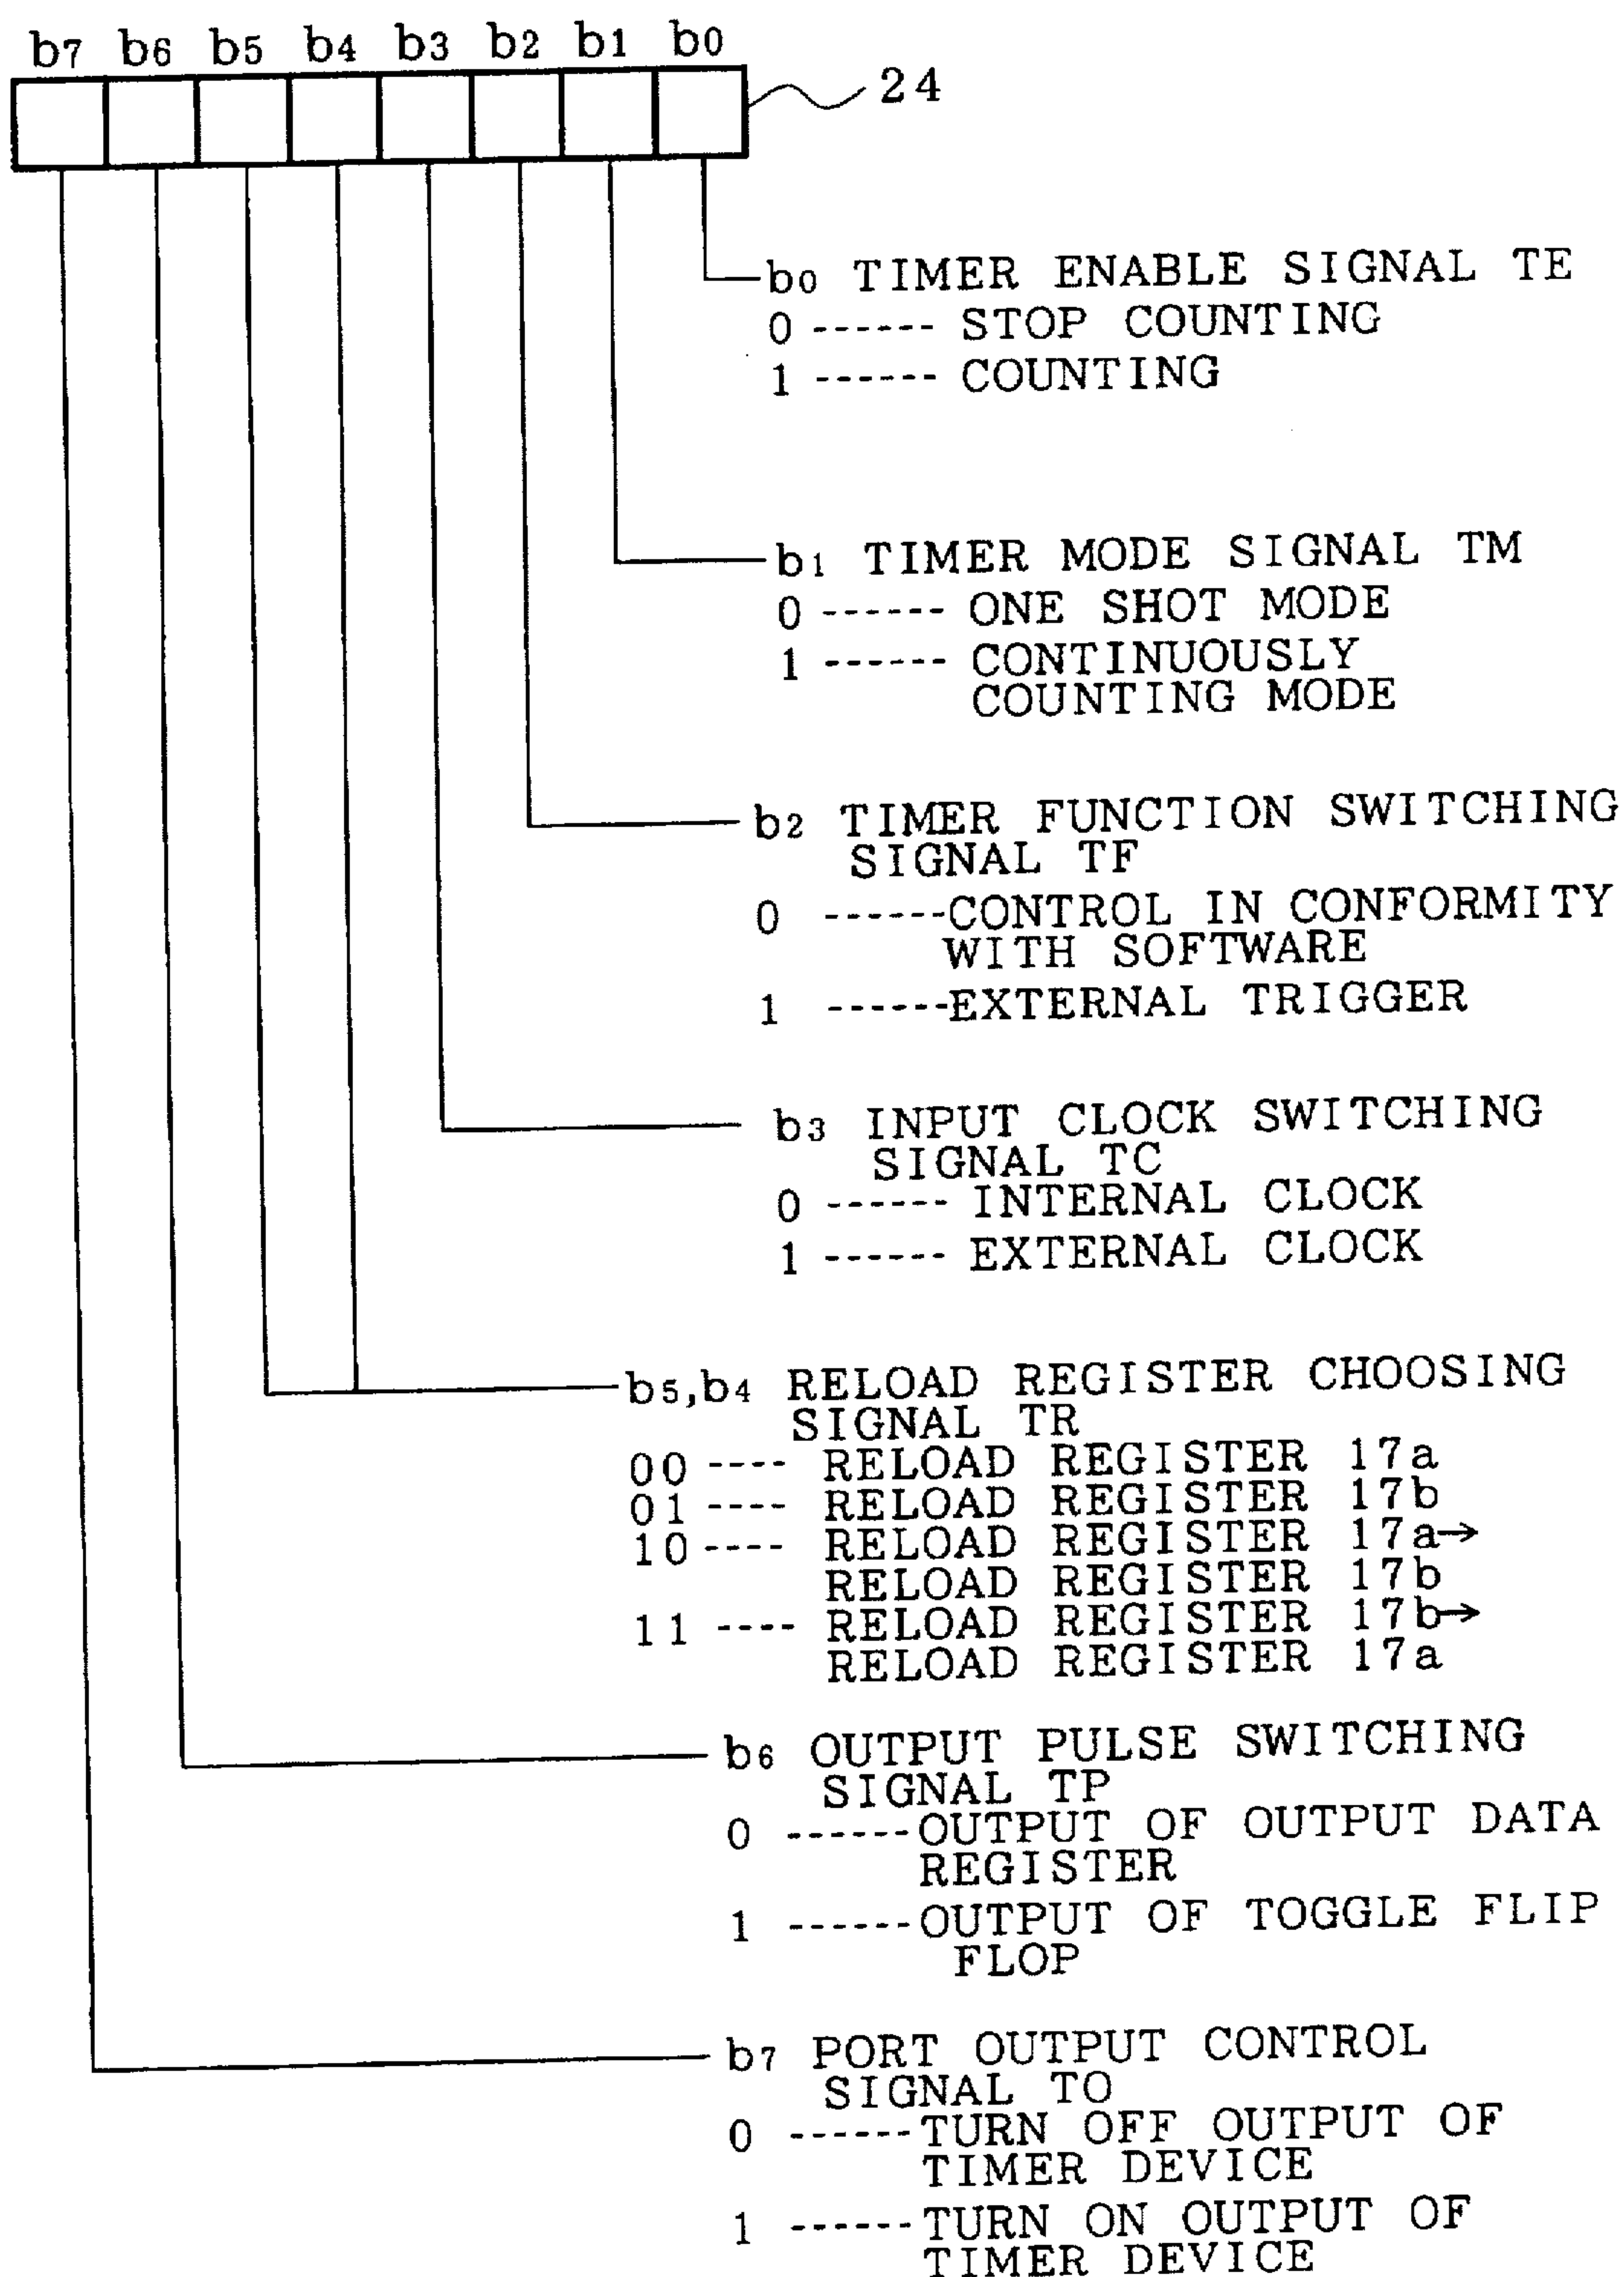 b7 b6 b5 b4 b3 b2 b1 b0
24
b0 TIMER ENABLE SIGNAL TE
0 ------ STOP COUNTING
1 ------ COUNTING
b1 TIMER MODE SIGNAL TM
0 ------ ONE SHOT MODE
1 ------ CONTINUOUSLY
COUNTING MODE
b2 TIMER FUNCTION SWITCHING
SIGNAL TF
0 ------CONTROL IN CONFORMITY
WITH SOFTWARE
1 ------EXTERNAL TRIGGER
b3 INPUT CLOCK SWITCHING
SIGNAL TC
0 ------ INTERNAL CLOCK
1 ------ EXTERNAL CLOCK
b5,b4 RELOAD REGISTER CHOOSING
SIGNAL TR
00 ---- RELOAD REGISTER 17a
01 ---- RELOAD REGISTER 17b
10 ---- RELOAD REGISTER 17a→
RELOAD REGISTER 17b
11 ---- RELOAD REGISTER 17b→
RELOAD REGISTER 17a
b6 OUTPUT PULSE SWITCHING
SIGNAL TP
0 ------OUTPUT OF OUTPUT DATA
REGISTER
1 ------OUTPUT OF TOGGLE FLIP
FLOP
b7 PORT OUTPUT CONTROL
SIGNAL TO
0 ------TURN OFF OUTPUT OF
TIMER DEVICE
1 ------TURN ON OUTPUT OF
TIMER DEVICE